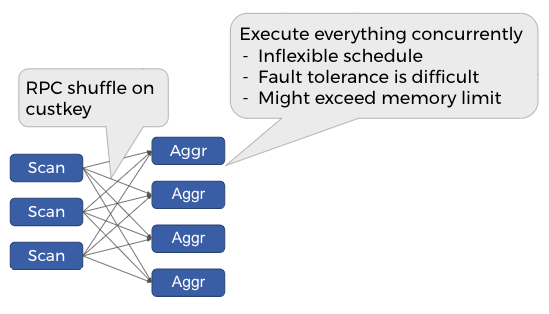 Execute everything concurrently
- Inflexible schedule
- Fault tolerance is difficult
- Might exceed memory limit
RPC shuffle on
custkey
Scan
Scan
Scan
Aggr
Aggr
Aggr
Aggr